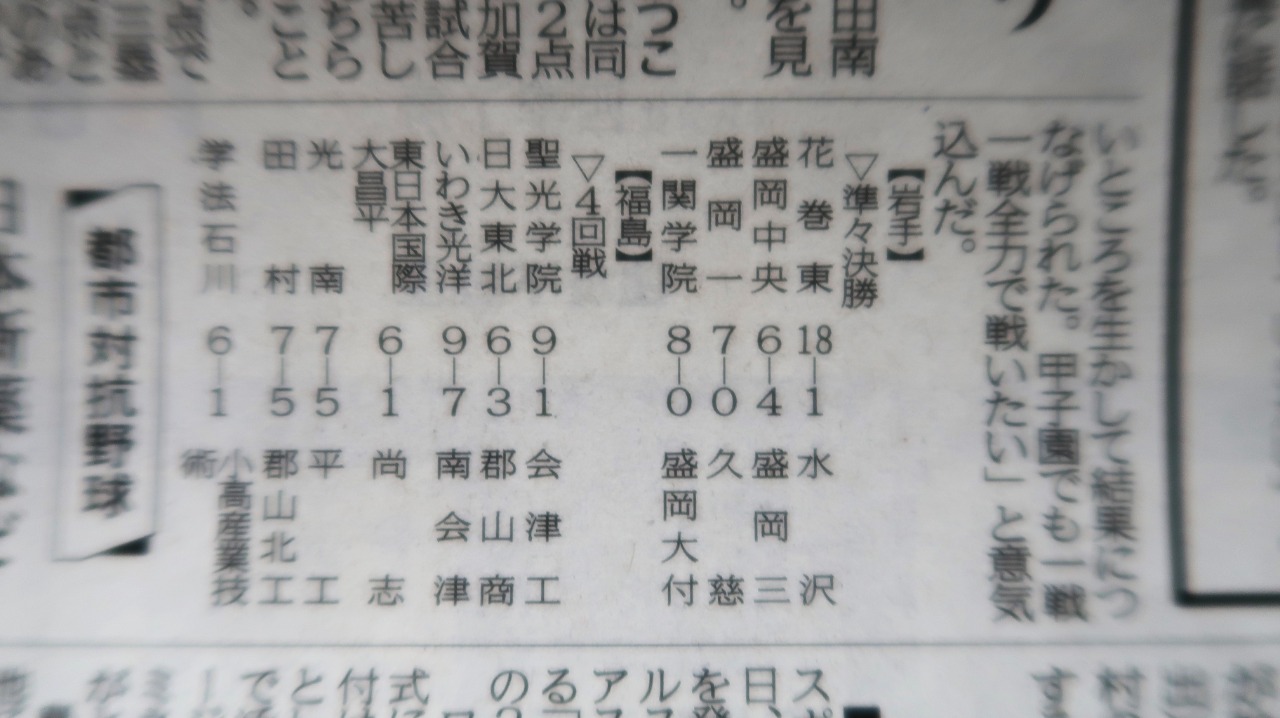 田南
を見
。
つこ
は同
2点
加賀
試合
苦し
ちら
こと
点で
いところを生かして結果につ
なげられた。甲子園でも一戦
一戦全力で戦いたい」と意気
込んだ。
【岩手】
▽準々決勝
花巻東 18―1 水沢
盛岡中央 6―4 盛岡三
盛岡一 7―0 久慈
一関学院 8―0 盛岡大付
【福島】
▽4回戦
聖光学院 9―1 会津工
日大東北 6―3 郡山商
いわき光洋 9―7 南会津
東日本国際
大昌平 6―1 尚志
光南 7―5 平工
田村 7―5 郡山北工
学法石川 6―1 小高産業技
術
都市対抗野球
ス
日、
を
ル
ア
る
の
式
付
と
で